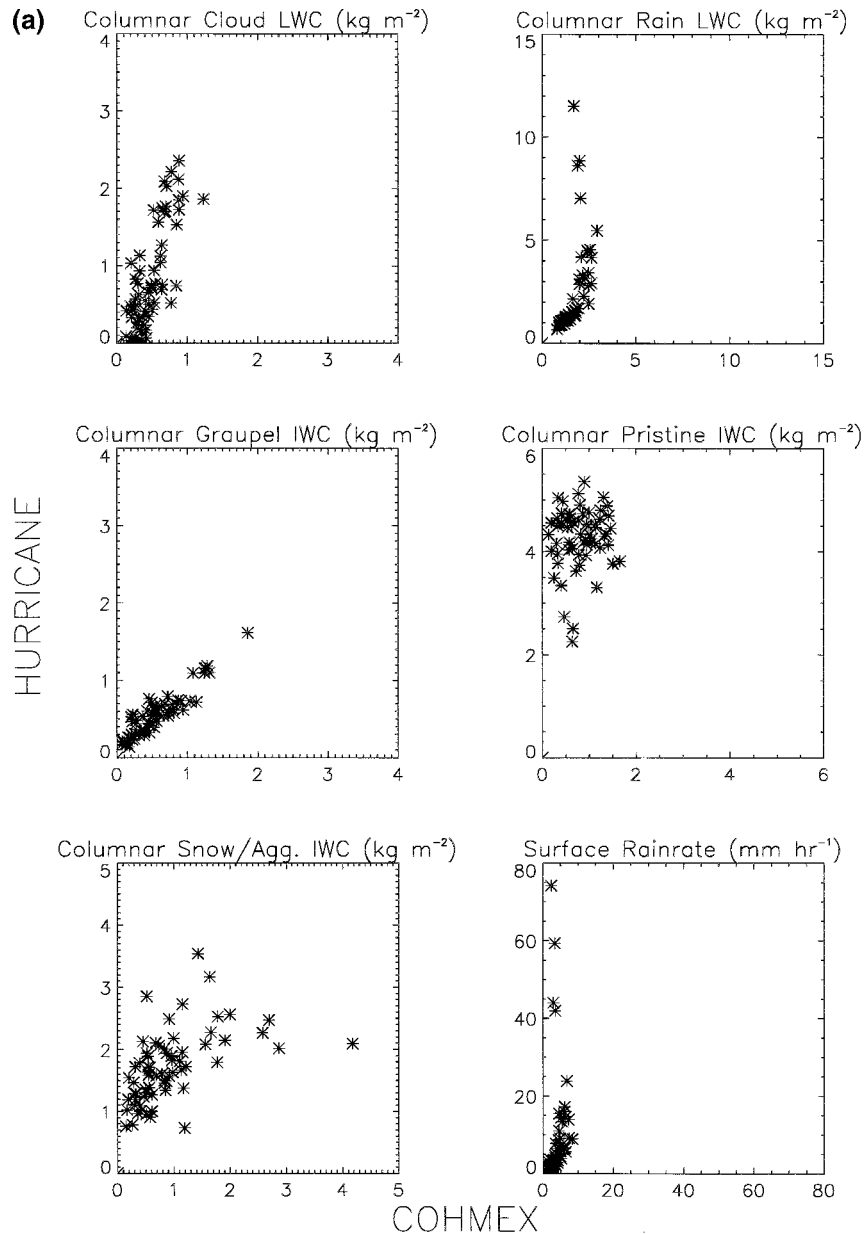 (a)
Columnar Cloud LWC (kg m⁻²)
4
3
2
1
0
0 1 2 3 4
Columnar Rain LWC (kg m⁻²)
15
10
5
0
0 5 10 15
HURRICANE
Columnar Graupel IWC (kg m⁻²)
4
3
2
1
0
0 1 2 3 4
Columnar Pristine IWC (kg m⁻²)
6
4
2
0
0 2 4 6
Columnar Snow/Agg. IWC (kg m⁻²)
5
4
3
2
1
0
0 1 2 3 4 5
Surface Rainrate (mm hr⁻¹)
80
60
40
20
0
0 20 40 60 80
COHMEX